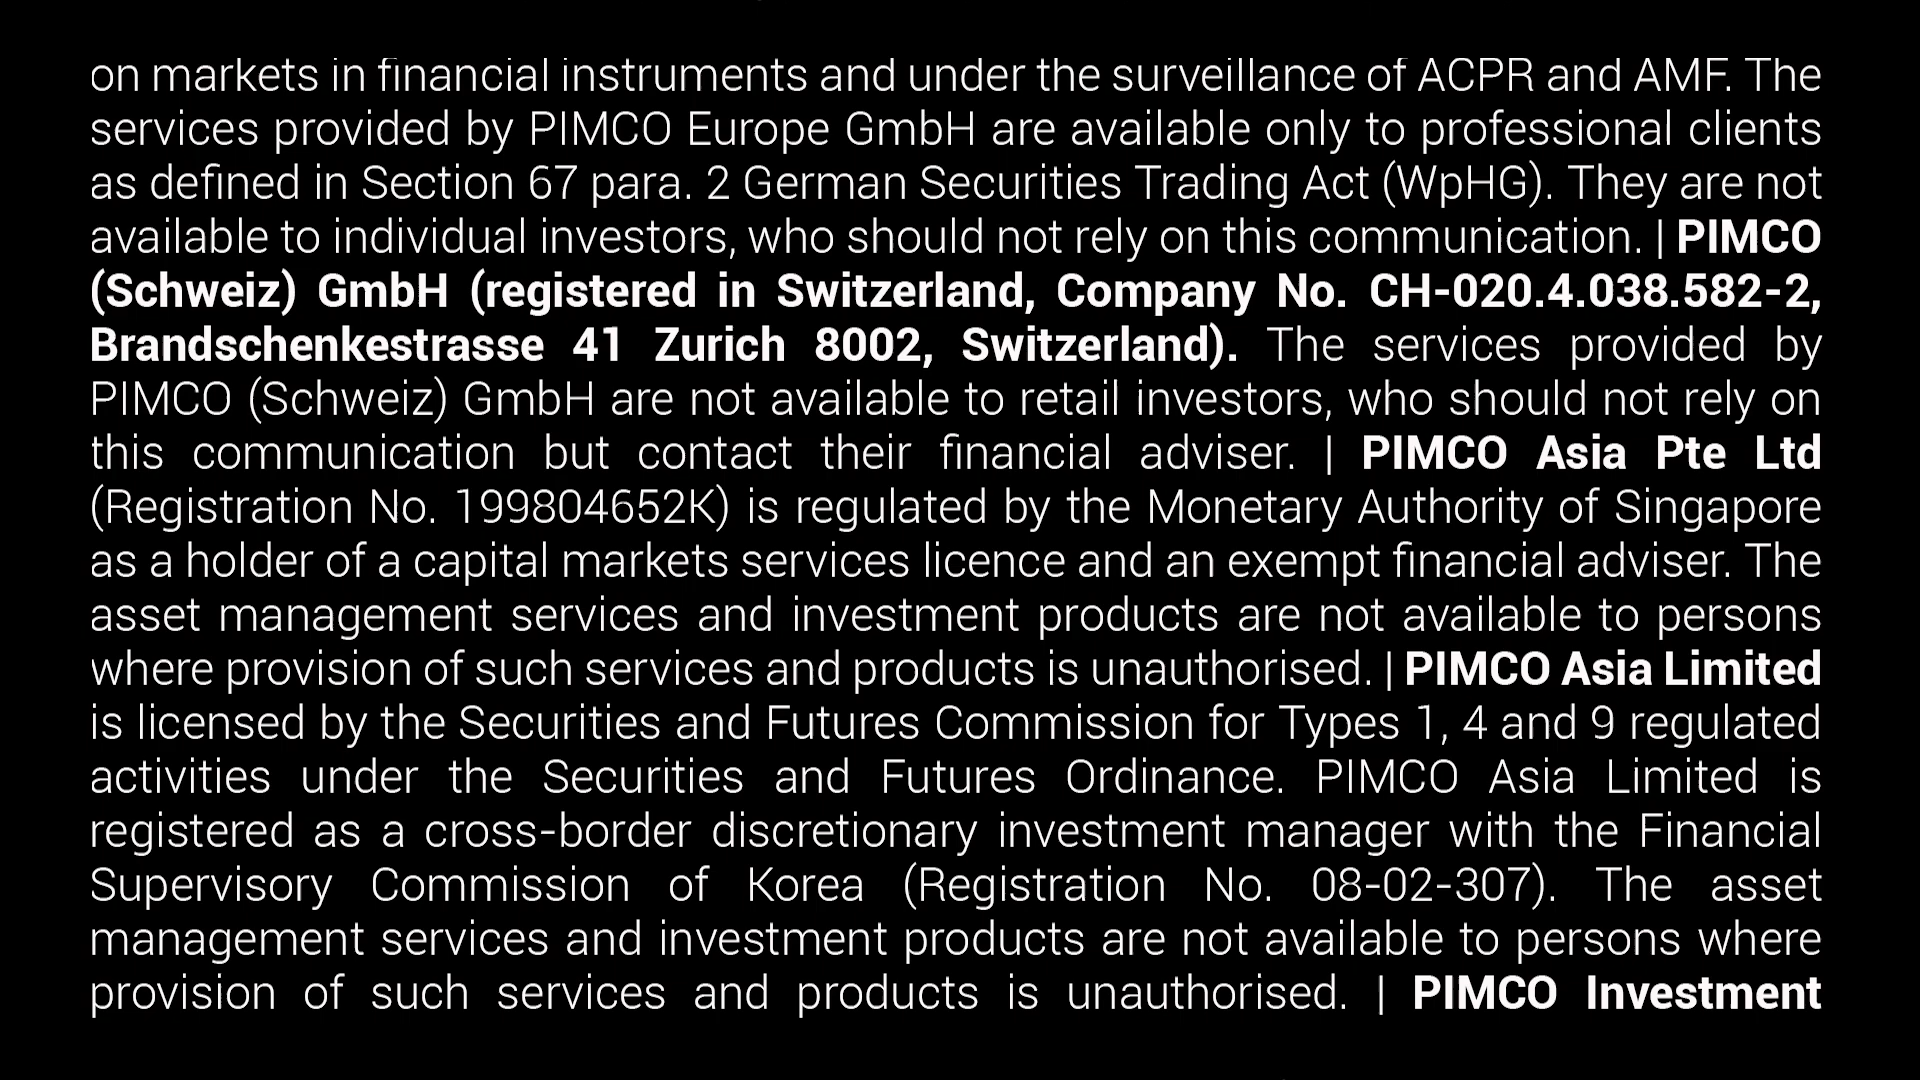 on markets in financial instruments and under the surveillance of ACPR and AMF. The
services provided by PIMCO Europe GmbH are available only to professional clients
as defined in Section 67 para. 2 German Securities Trading Act (WpHG). They are not
available to individual investors, who should not rely on this communication. | PIMCO
(Schweiz) GmbH (registered in Switzerland, Company No. CH-020.4.038.582-2,
Brandschenkestrasse 41 Zurich 8002, Switzerland). The services provided by
PIMCO (Schweiz) GmbH are not available to retail investors, who should not rely on
this communication but contact their financial adviser. | PIMCO Asia Pte Ltd
(Registration No. 199804652K) is regulated by the Monetary Authority of Singapore
as a holder of a capital markets services licence and an exempt financial adviser. The
asset management services and investment products are not available to persons
where provision of such services and products is unauthorised. | PIMCO Asia Limited
is licensed by the Securities and Futures Commission for Types 1, 4 and 9 regulated
activities under the Securities and Futures Ordinance. PIMCO Asia Limited is
registered as a cross-border discretionary investment manager with the Financial
Supervisory Commission of Korea (Registration No. 08-02-307). The asset
management services and investment products are not available to persons where
provision of such services and products is unauthorised. | PIMCO Investment